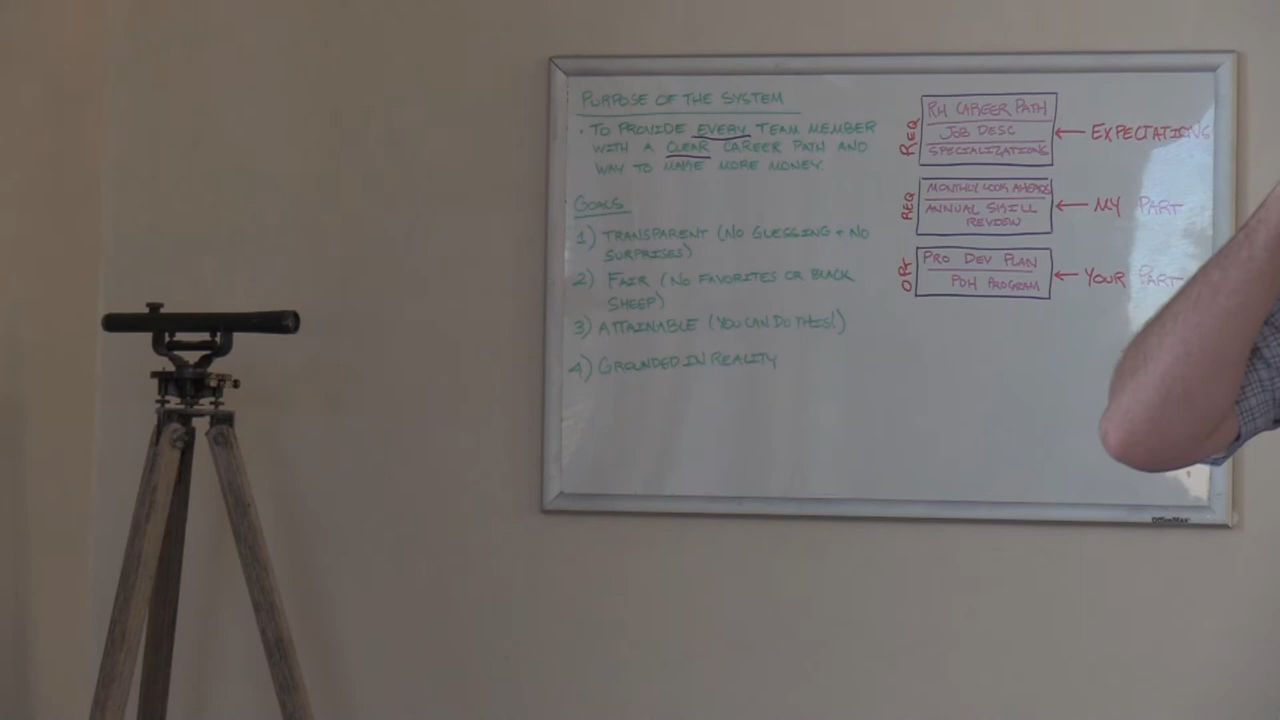 PURPOSE OF THE SYSTEM
• TO PROVIDE EVERY TEAM MEMBER
WITH A CLEAR CAREER PATH AND
WAY TO MAKE MORE MONEY.
GOALS
1) TRANSPARENT (NO GUESSING + NO
SURPRISES)
2) FAIR (NO FAVORITES OR BLACK
SHEEP)
3) ATTAINABLE (YOU CAN DO THIS!)
4) GROUNDED IN REALITY
REQ
RH CAREER PATH
JOB DESC
SPECIALIZATIONS
← EXPECTATIONS
REQ
MONTHLY LOOK AHEADS
ANNUAL SKILL
REVIEW
← MY PART
OPT
PRO DEV PLAN
PDH PROGRAM
← YOUR PART
OfficeMax